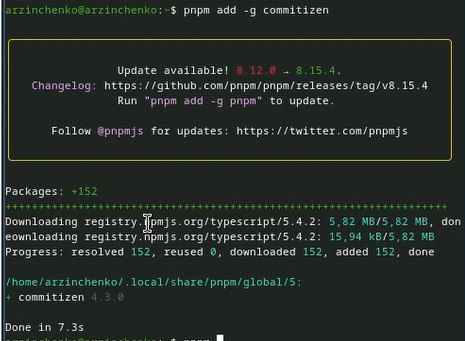 arzinchenko@arzinchenko:~$ pnpm add -g commitizen
Update available! 8.12.0 → 8.15.4.
Changelog: https://github.com/pnpm/pnpm/releases/tag/v8.15.4
Run "pnpm add -g pnpm" to update.
Follow @pnpmjs for updates: https://twitter.com/pnpmjs
Packages: +152
++++++++++++++++++++++++++++++++++++++++++++++++++++++++++
Downloading registry.npmjs.org/typescript/5.4.2: 5,82 MB/5,82 MB, don
eownloading registry.npmjs.org/typescript/5.4.2: 15,94 kB/5,82 MB
Progress: resolved 152, reused 0, downloaded 152, added 152, done
/home/arzinchenko/.local/share/pnpm/global/5:
+ commitizen 4.3.0
Done in 7.3s
arzinchenko@arzinchenko:~$ pnpm